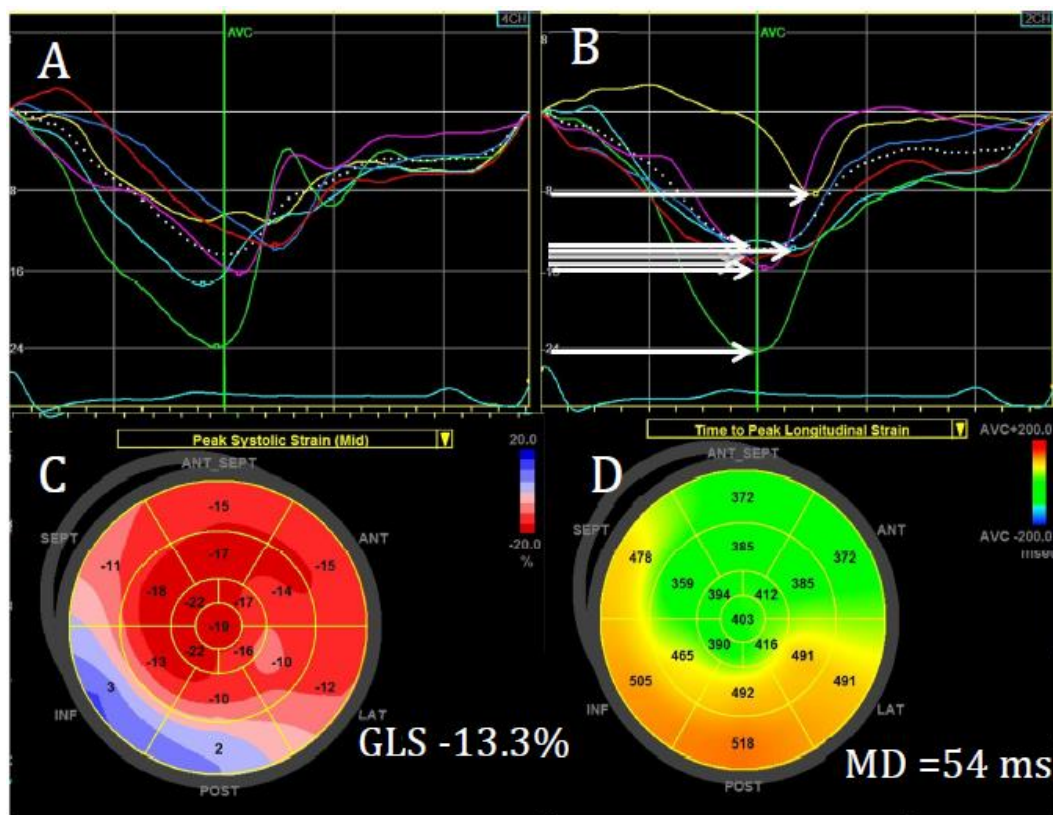 A
4CH
AVC
-8
-16
-24
B
2CH
AVC
-8
-16
-24
Peak Systolic Strain (Mid)
20.0
-20.0
%
C
ANT_SEPT
SEPT
ANT
INF
LAT
POST
-15
-11
-15
-17
-18
-14
-22
-17
-19
-22
-16
-13
-10
3
-12
-10
2
GLS -13.3%
Time to Peak Longitudinal Strain
AVC+200.0
AVC -200.0
msec
D
ANT_SEPT
SEPT
ANT
INF
LAT
POST
372
478
372
385
359
385
394
412
403
390
416
465
491
505
491
492
518
MD =54 ms